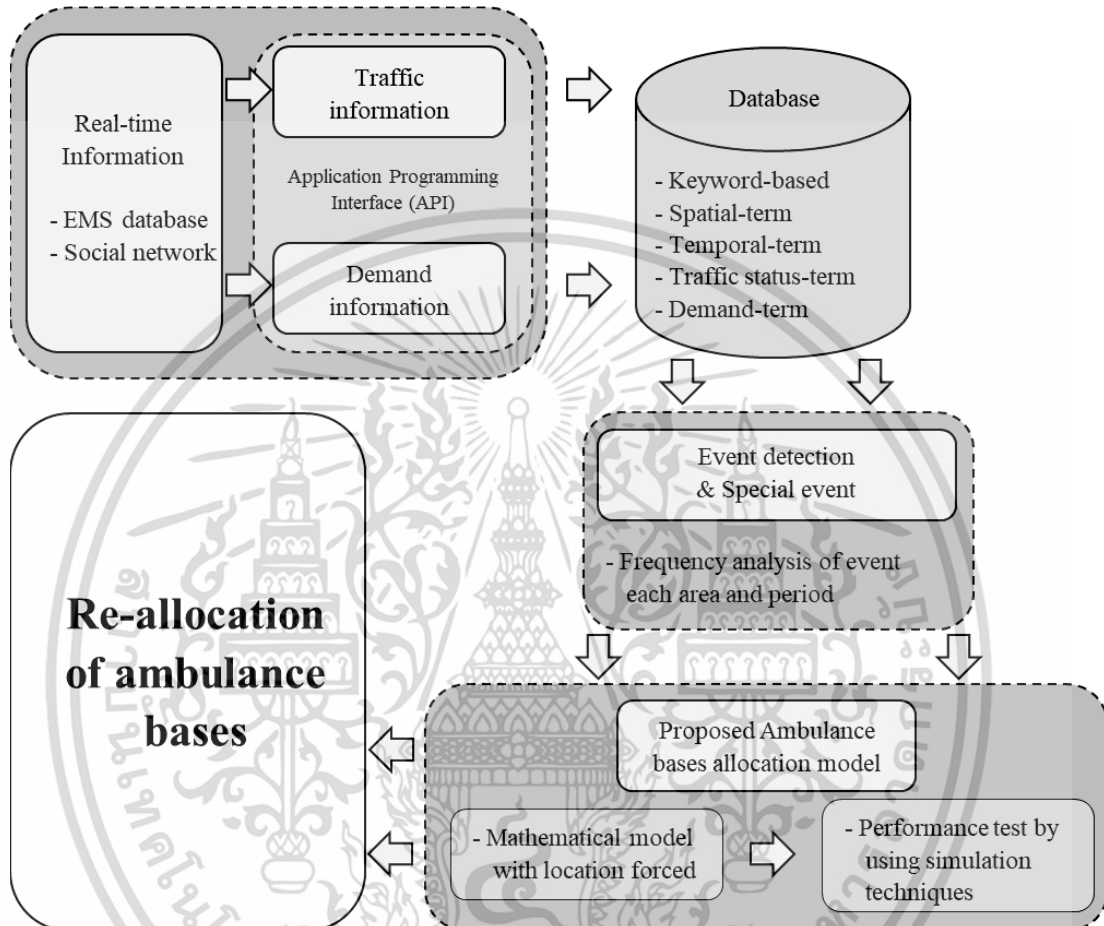 Real-time
Information
- EMS database
- Social network
Traffic
information
Application Programming
Interface (API)
Demand
information
Database
- Keyword-based
- Spatial-term
- Temporal-term
- Traffic status-term
- Demand-term
Event detection
& Special event
- Frequency analysis of event
each area and period
Proposed Ambulance
bases allocation model
- Mathematical model
with location forced
- Performance test by
using simulation
techniques
Re-allocation
of ambulance
bases